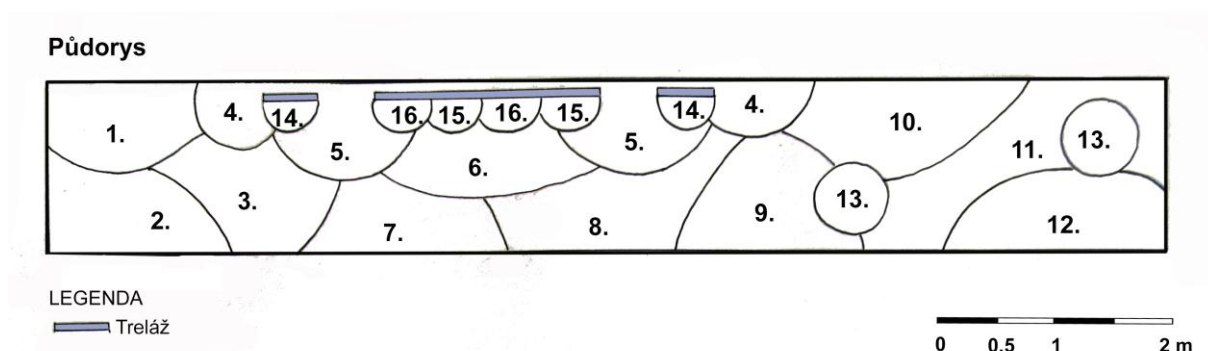 Půdorys
1. 4. 14. 5. 16. 15. 16. 15. 5. 14. 4. 10. 11. 13.
2. 3. 7. 6. 8. 9. 13. 12.
LEGENDA
Treláž
0 0,5 1 2 m